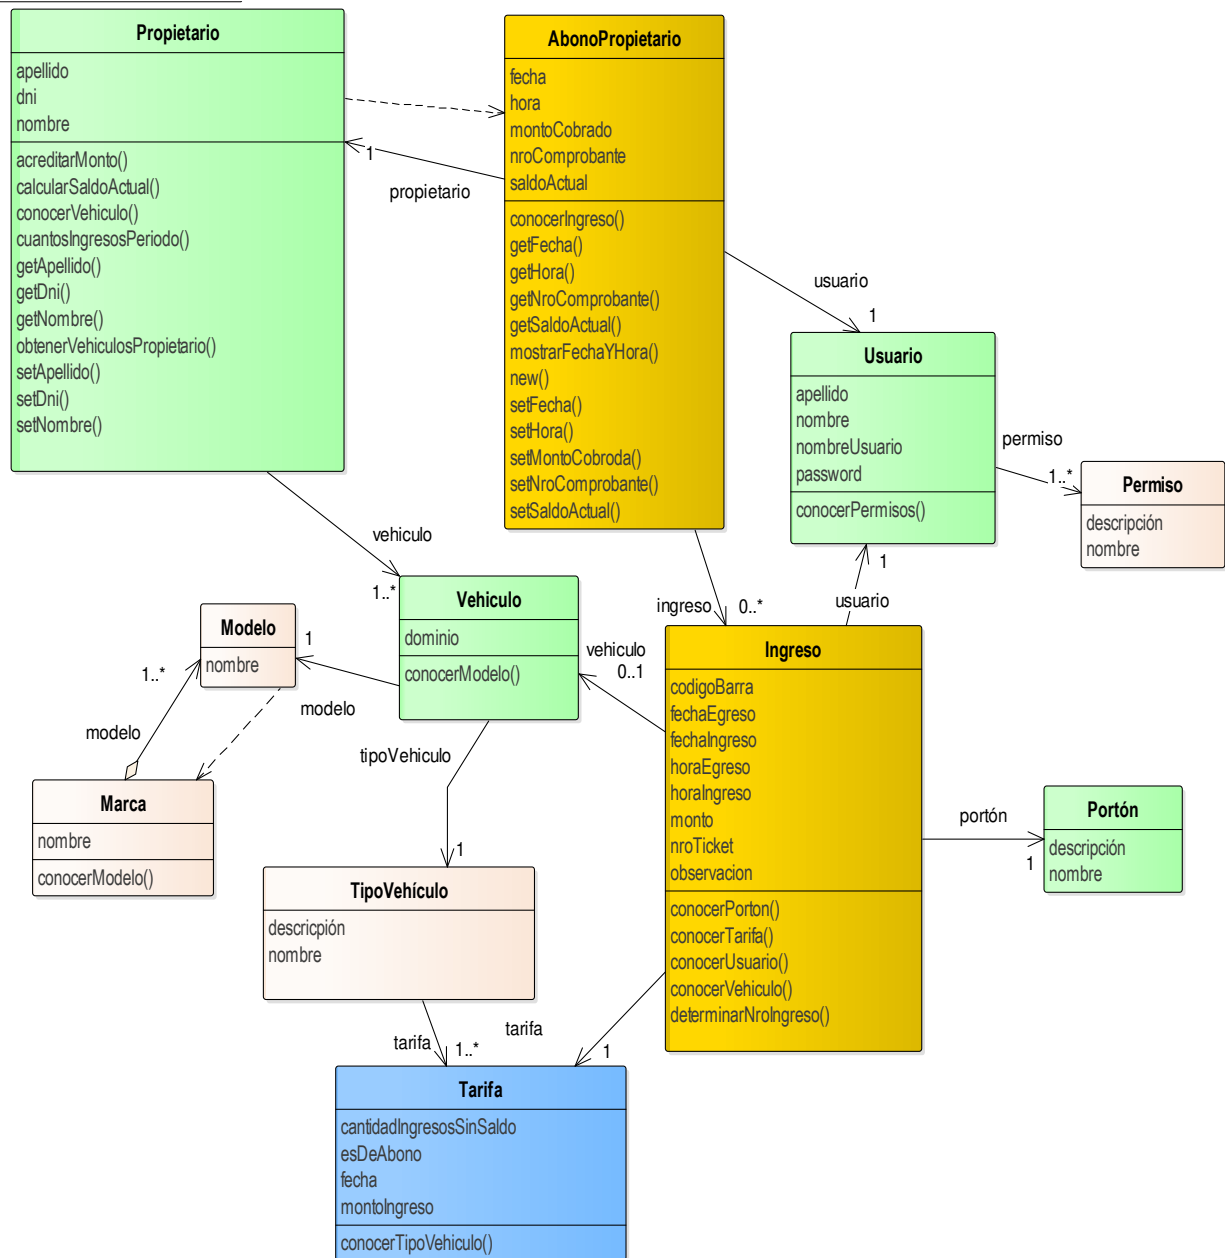 Propietario
apellido
dni
nombre
acreditarMonto()
calcularSaldoActual()
conocerVehiculo()
cuantosIngresosPeriodo()
getApellido()
getDni()
getNombre()
obtenerVehiculosPropietario()
setApellido()
setDni()
setNombre()
AbonoPropietario
fecha
hora
montoCobrado
nroComprobante
saldoActual
conocerIngreso()
getFecha()
getHora()
getNroComprobante()
getSaldoActual()
mostrarFechaYHora()
new()
setFecha()
setHora()
setMontoCobroda()
setNroComprobante()
setSaldoActual()
1
propietario
usuario
1
Usuario
apellido
nombre
nombreUsuario
password
conocerPermisos()
permiso
1..*
Permiso
descripción
nombre
vehiculo
1..*
Vehiculo
dominio
conocerModelo()
Modelo
nombre
1
modelo
1..*
modelo
Marca
nombre
conocerModelo()
tipoVehiculo
1
TipoVehículo
descricpión
nombre
ingreso
0..*
usuario
1
vehiculo
0..1
Ingreso
codigoBarra
fechaEgreso
fechaIngreso
horaEgreso
horaIngreso
monto
nroTicket
observacion
conocerPorton()
conocerTarifa()
conocerUsuario()
conocerVehiculo()
determinarNroIngreso()
portón
1
Portón
descripción
nombre
tarifa
1..*
tarifa
1
Tarifa
cantidadIngresosSinSaldo
esDeAbono
fecha
montoIngreso
conocerTipoVehiculo()